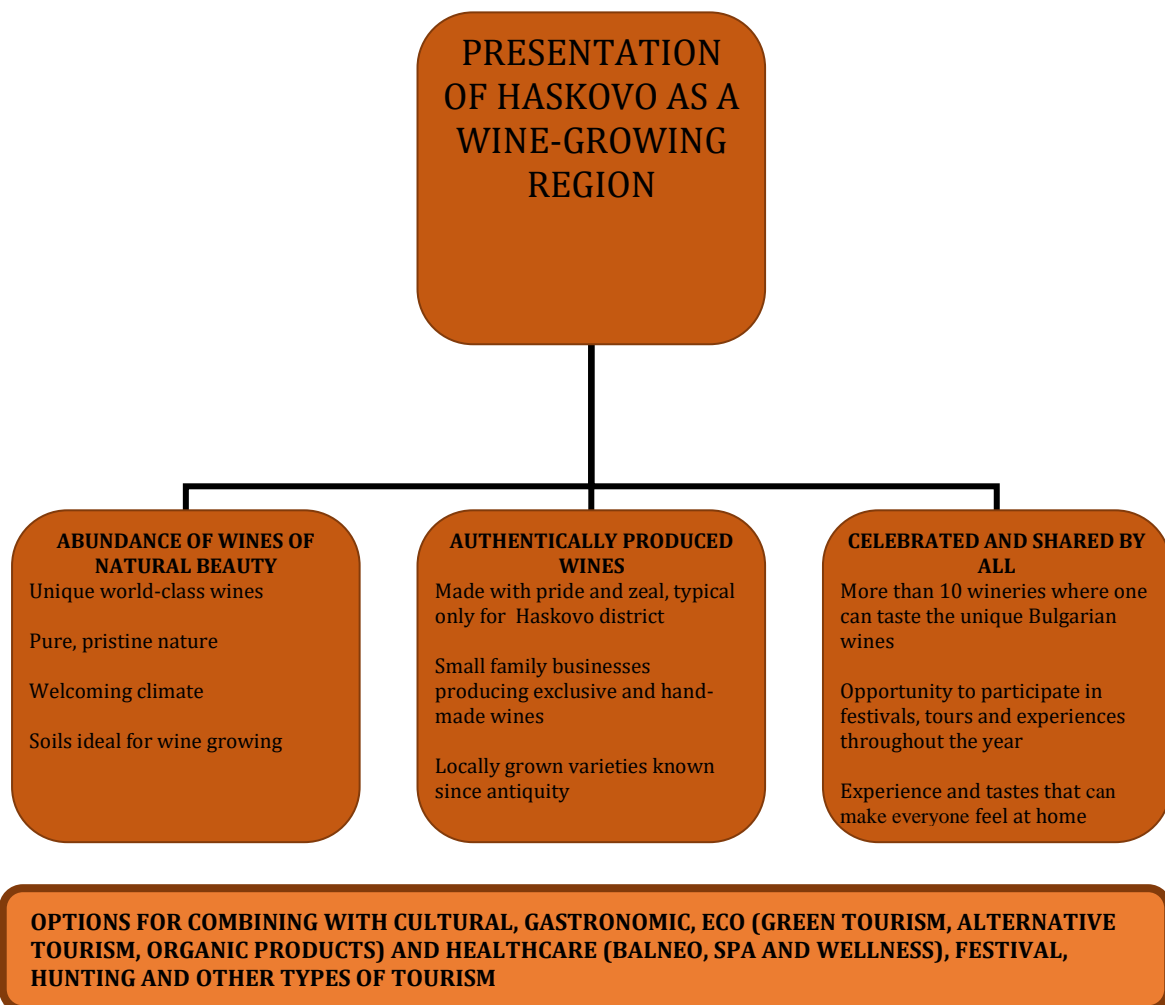 PRESENTATION
OF HASKOVO AS A
WINE-GROWING
REGION
ABUNDANCE OF WINES OF
NATURAL BEAUTY
Unique world-class wines
Pure, pristine nature
Welcoming climate
Soils ideal for wine growing
AUTHENTICALLY PRODUCED
WINES
Made with pride and zeal, typical
only for Haskovo district
Small family businesses
producing exclusive and hand-
made wines
Locally grown varieties known
since antiquity
CELEBRATED AND SHARED BY
ALL
More than 10 wineries where one
can taste the unique Bulgarian
wines
Opportunity to participate in
festivals, tours and experiences
throughout the year
Experience and tastes that can
make everyone feel at home
OPTIONS FOR COMBINING WITH CULTURAL, GASTRONOMIC, ECO (GREEN TOURISM, ALTERNATIVE
TOURISM, ORGANIC PRODUCTS) AND HEALTHCARE (BALNEO, SPA AND WELLNESS), FESTIVAL,
HUNTING AND OTHER TYPES OF TOURISM